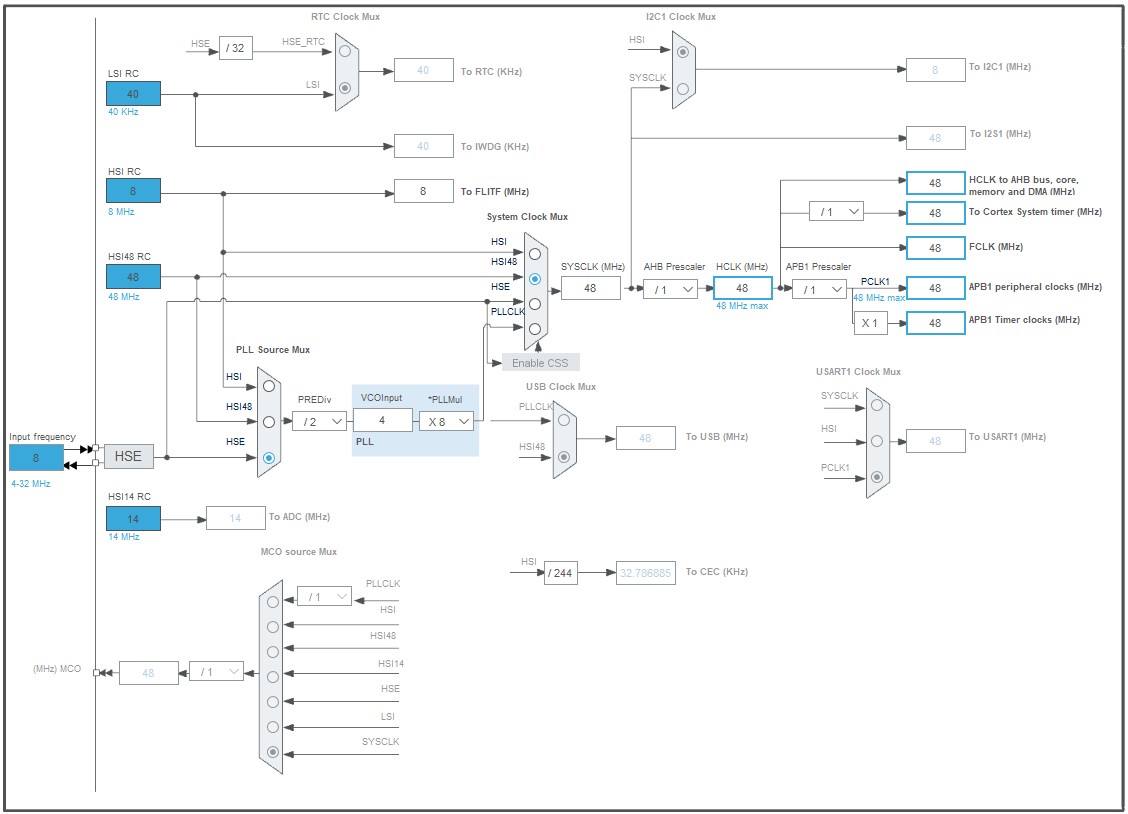 RTC Clock Mux
I2C1 Clock Mux
HSE
/ 32
HSE_RTC
HSI
LSI RC
40
40 KHz
LSI
40
To RTC (KHz)
SYSCLK
8
To I2C1 (MHz)
40
To IWDG (KHz)
48
To I2S1 (MHz)
HSI RC
8
8 MHz
8
To FLITF (MHz)
48
HCLK to AHB bus, core,
memory and DMA (MHz)
/ 1
48
To Cortex System timer (MHz)
System Clock Mux
HSI
HSI48
HSE
PLLCLK
48
FCLK (MHz)
HSI48 RC
48
48 MHz
SYSCLK (MHz)
48
AHB Prescaler
/ 1
HCLK (MHz)
48
48 MHz max
APB1 Prescaler
/ 1
PCLK1
48 MHz max
48
APB1 peripheral clocks (MHz)
X 1
48
APB1 Timer clocks (MHz)
Enable CSS
PLL Source Mux
HSI
HSI48
HSE
PREDiv
/ 2
VCOInput
4
*PLLMul
X 8
PLL
USB Clock Mux
PLLCLK
HSI48
48
To USB (MHz)
USART1 Clock Mux
SYSCLK
HSI
PCLK1
48
To USART1 (MHz)
Input frequency
8
4-32 MHz
HSE
HSI14 RC
14
14 MHz
14
To ADC (MHz)
MCO source Mux
HSI
/ 244
32.786885
To CEC (KHz)
/ 1
PLLCLK
HSI
HSI48
HSI14
HSE
LSI
SYSCLK
(MHz) MCO
48
/ 1